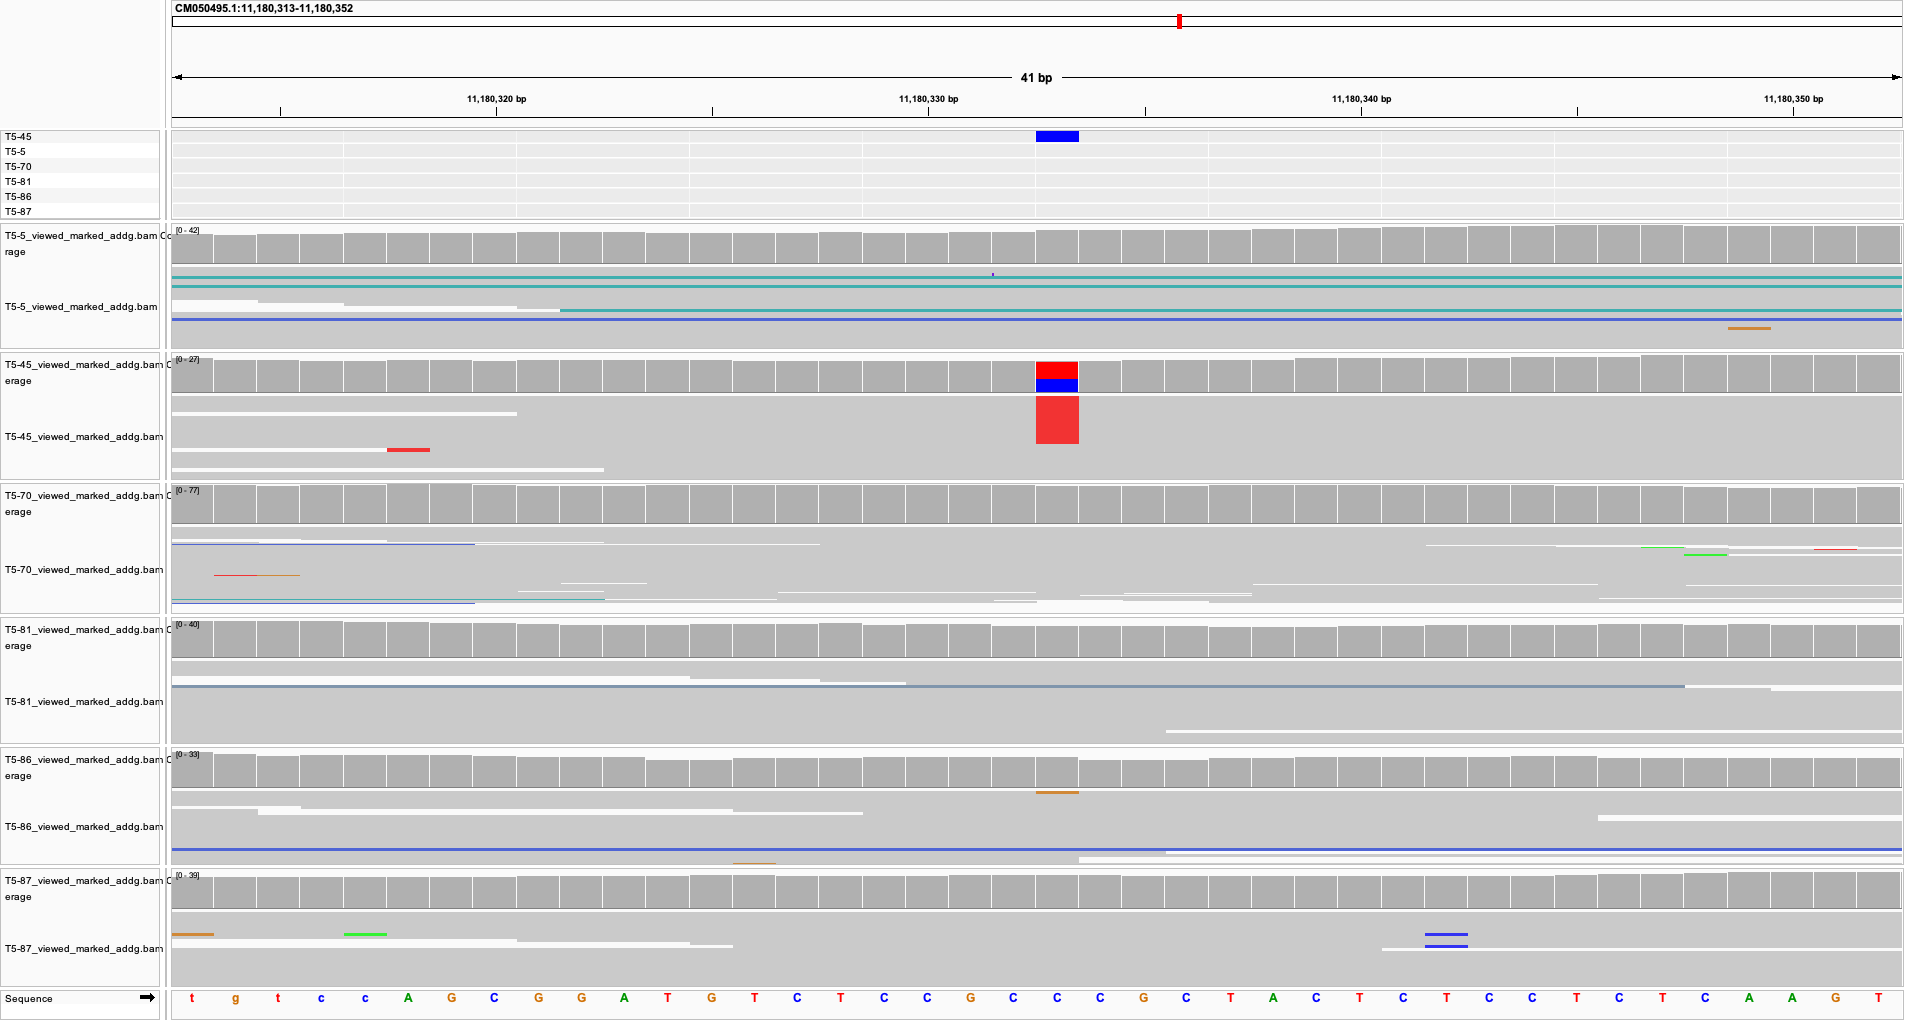 CM050495.1:11,180,313-11,180,352
41 bp
11,180,320 bp 11,180,330 bp 11,180,340 bp 11,180,350 bp
T5-45
T5-5
T5-70
T5-81
T5-86
T5-87
T5-5_viewed_marked_addg.bam Co
[0 - 42]
rage
T5-5_viewed_marked_addg.bam
T5-45_viewed_marked_addg.bam C
[0 - 27]
erage
T5-45_viewed_marked_addg.bam
T5-70_viewed_marked_addg.bam C
[0 - 77]
erage
T5-70_viewed_marked_addg.bam
T5-81_viewed_marked_addg.bam C
[0 - 40]
erage
T5-81_viewed_marked_addg.bam
T5-86_viewed_marked_addg.bam C
[0 - 33]
erage
T5-86_viewed_marked_addg.bam
T5-87_viewed_marked_addg.bam C
[0 - 39]
erage
T5-87_viewed_marked_addg.bam
Sequence t g t c c A G C G G A T G T C T C C G C C C G C T A C T C T C C T C T C A A G T